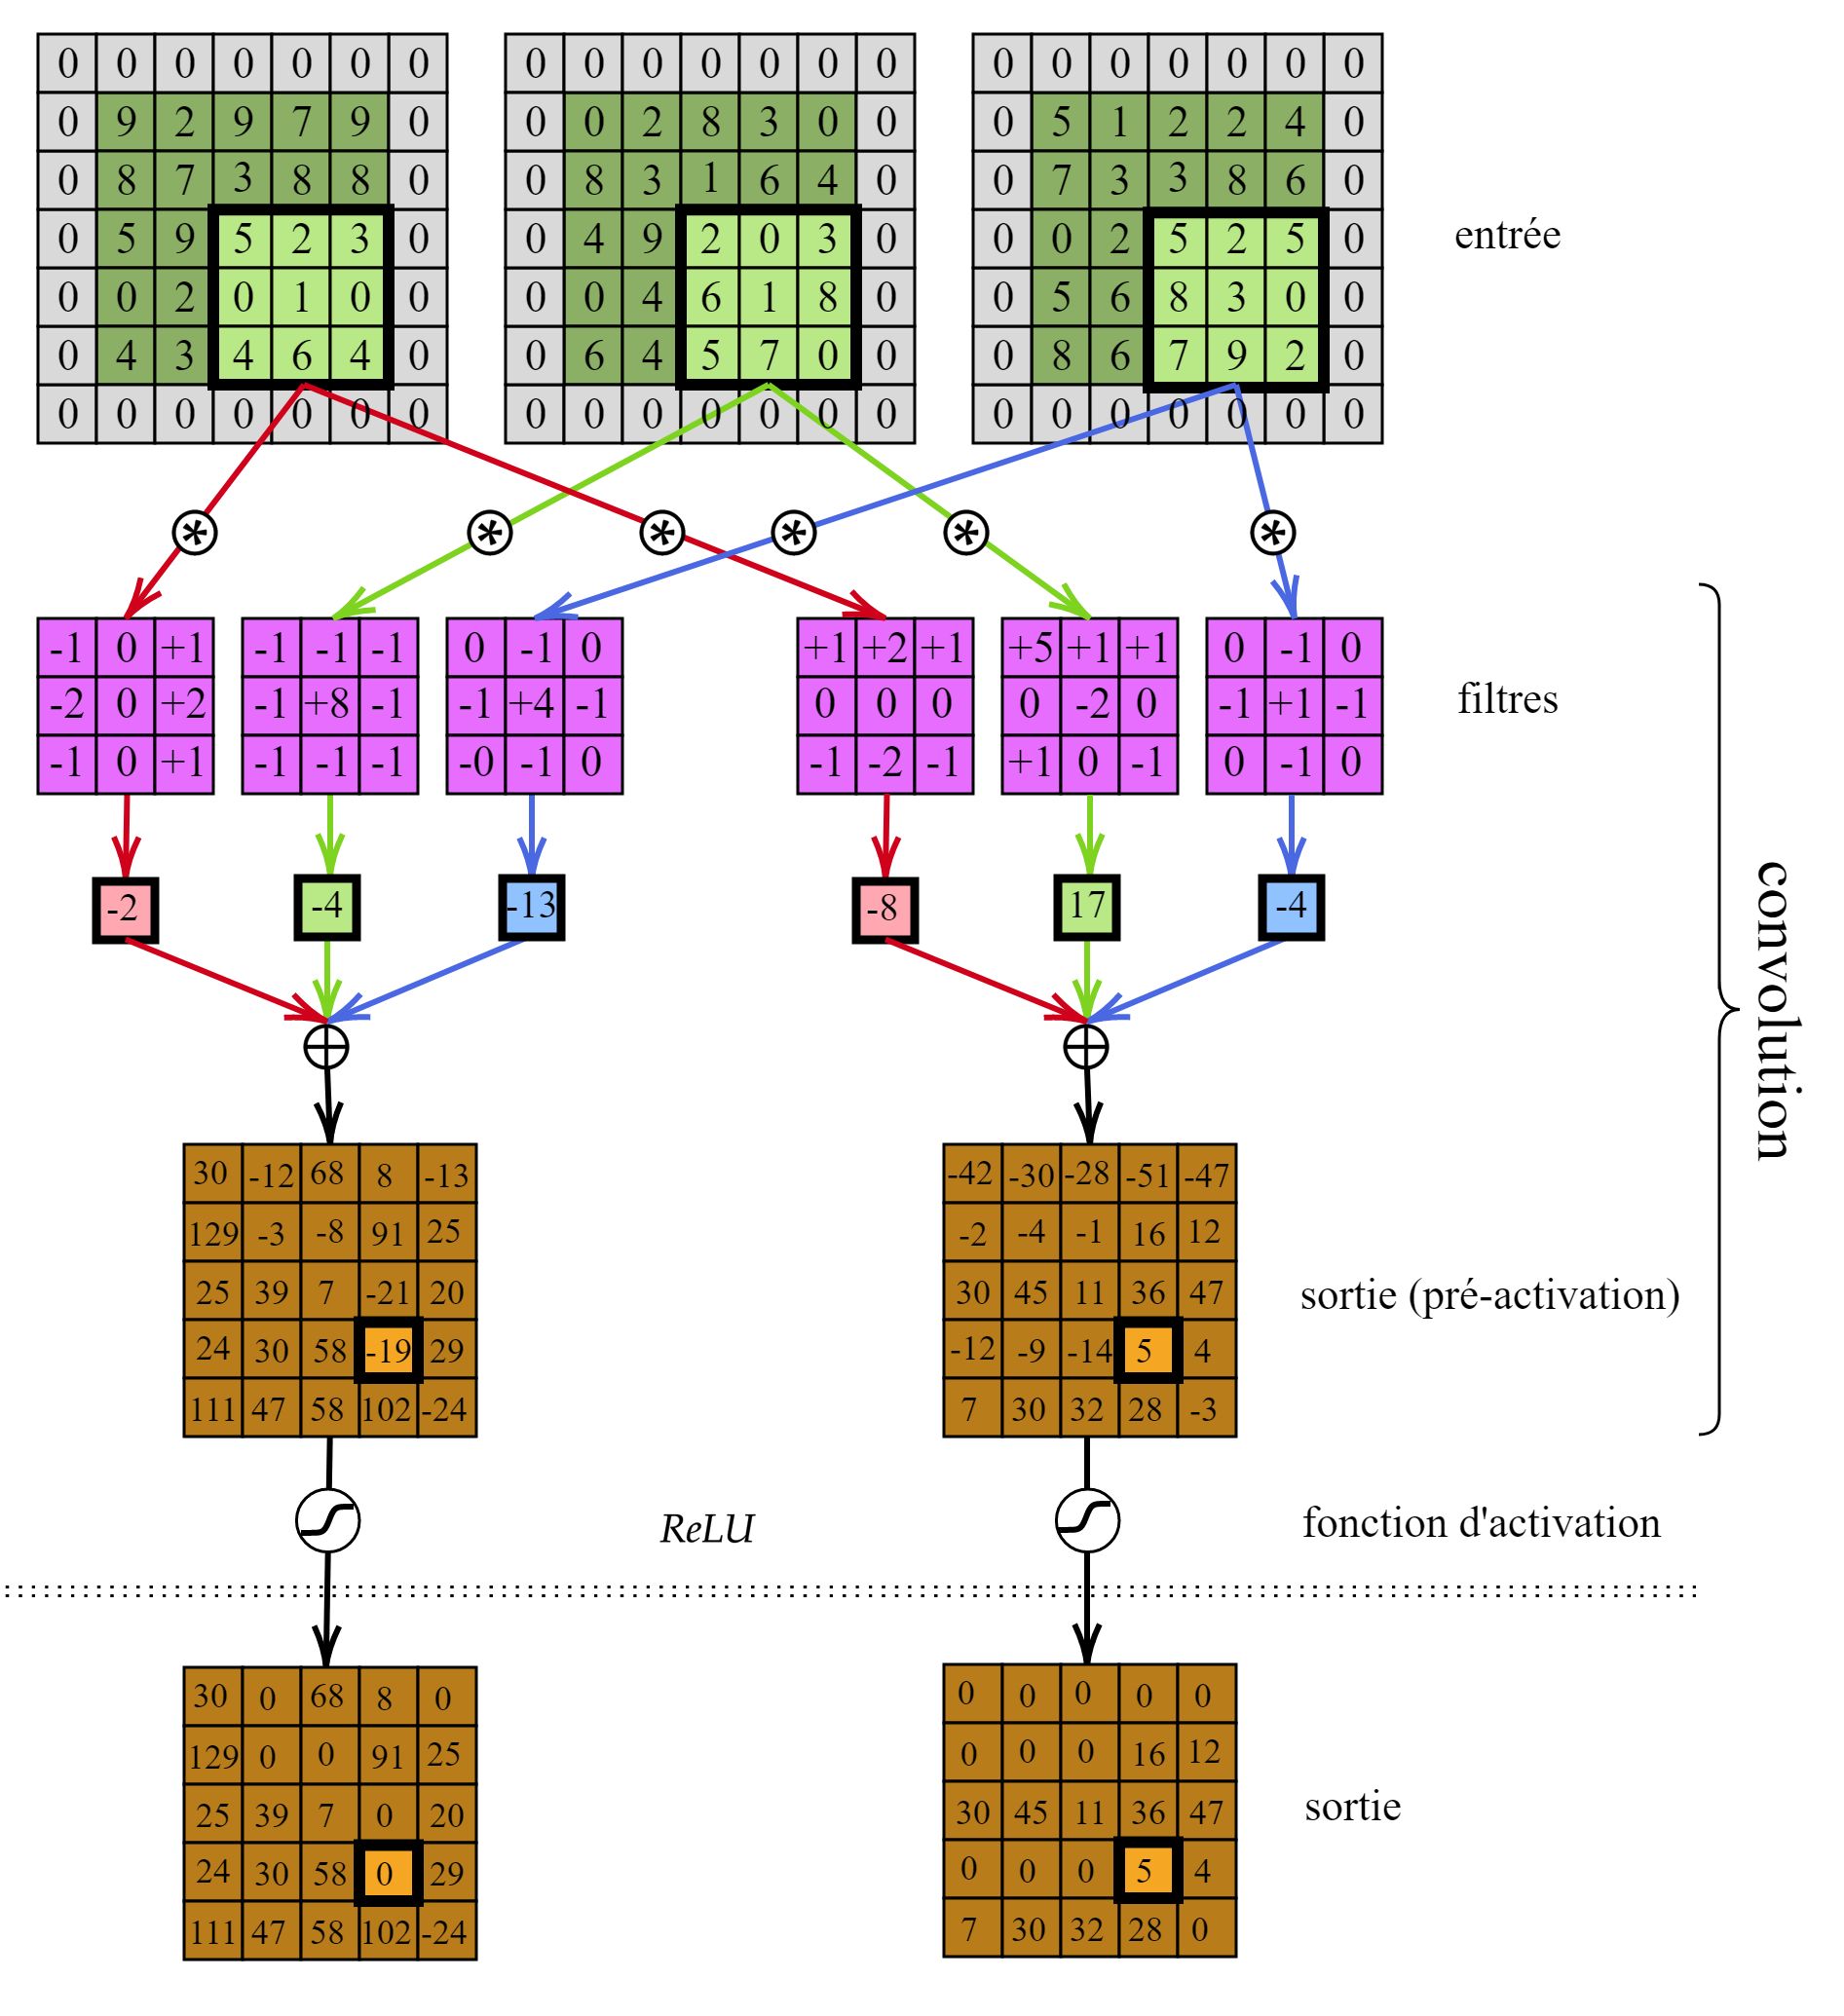 0 0 0 0 0 0 0 0 0 0 0 0 0 0 0 0 0 0 0 0 0
0 9 2 9 7 9 0 0 0 2 8 3 0 0 0 5 1 2 2 4 0
0 8 7 3 8 8 0 0 8 3 1 6 4 0 0 7 3 3 8 6 0
0 5 9 5 2 3 0 0 4 9 2 0 3 0 0 0 2 5 2 5 0 entrée
0 0 2 0 1 0 0 0 0 4 6 1 8 0 0 5 6 8 3 0 0
0 4 3 4 6 4 0 0 6 4 5 7 0 0 0 8 6 7 9 2 0
0 0 0 0 0 0 0 0 0 0 0 0 0 0 0 0 0 0 0 0 0
* * * * * *
-1 0 +1 -1 -1 -1 0 -1 0 +1 +2 +1 +5 +1 +1 0 -1 0
-2 0 +2 -1 +8 -1 -1 +4 -1 0 0 0 0 -2 0 -1 +1 -1 filtres
-1 0 +1 -1 -1 -1 -0 -1 0 -1 -2 -1 +1 0 -1 0 -1 0
-2 -4 -13 -8 17 -4
convolution
30 -12 68 8 -13 -42 -30 -28 -51 -47
129 -3 -8 91 25 -2 -4 -1 16 12
25 39 7 -21 20 30 45 11 36 47 sortie (pré-activation)
24 30 58 -19 29 -12 -9 -14 5 4
111 47 58 102 -24 7 30 32 28 -3
ReLU fonction d'activation
30 0 68 8 0 0 0 0 0 0
129 0 0 91 25 0 0 0 16 12
25 39 7 0 20 30 45 11 36 47 sortie
24 30 58 0 29 0 0 0 5 4
111 47 58 102 -24 7 30 32 28 0